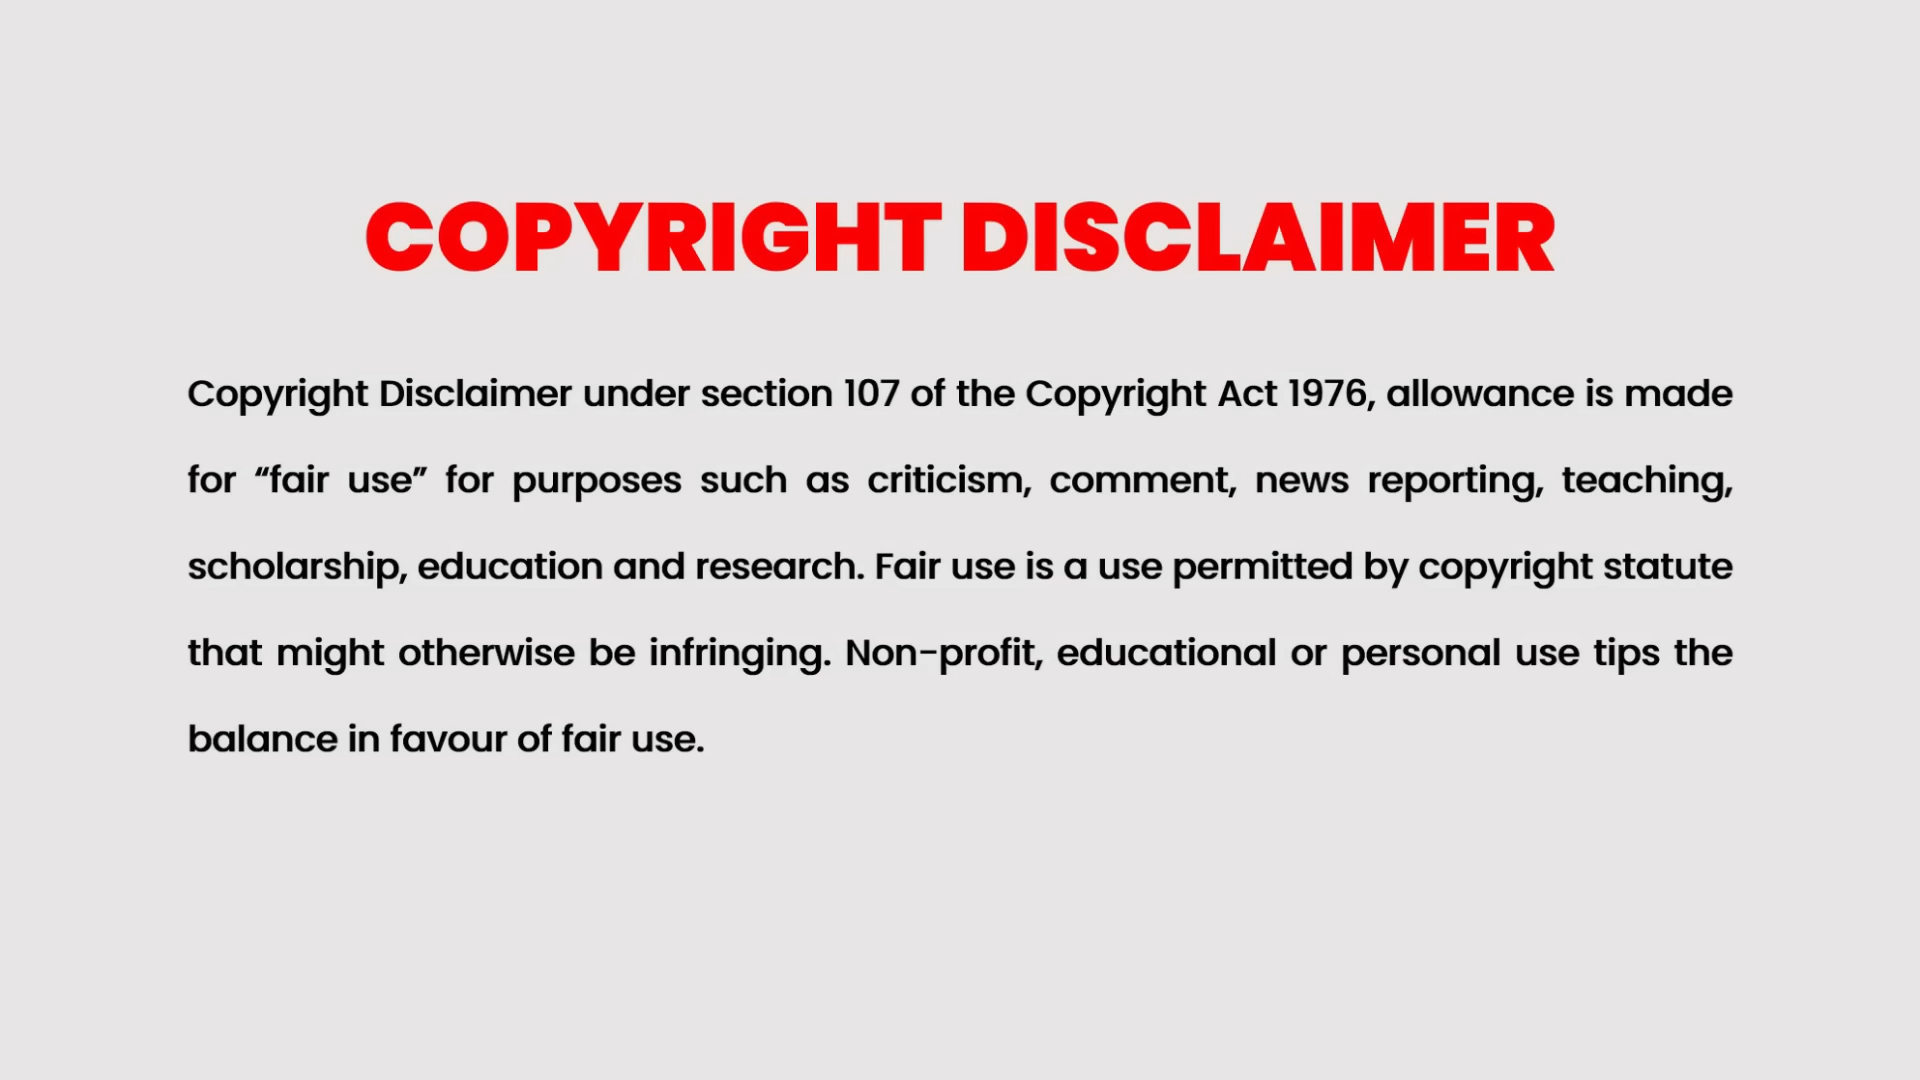 COPYRIGHT DISCLAIMER
Copyright Disclaimer under section 107 of the Copyright Act 1976, allowance is made
for “fair use” for purposes such as criticism, comment, news reporting, teaching,
scholarship, education and research. Fair use is a use permitted by copyright statute
that might otherwise be infringing. Non-profit, educational or personal use tips the
balance in favour of fair use.